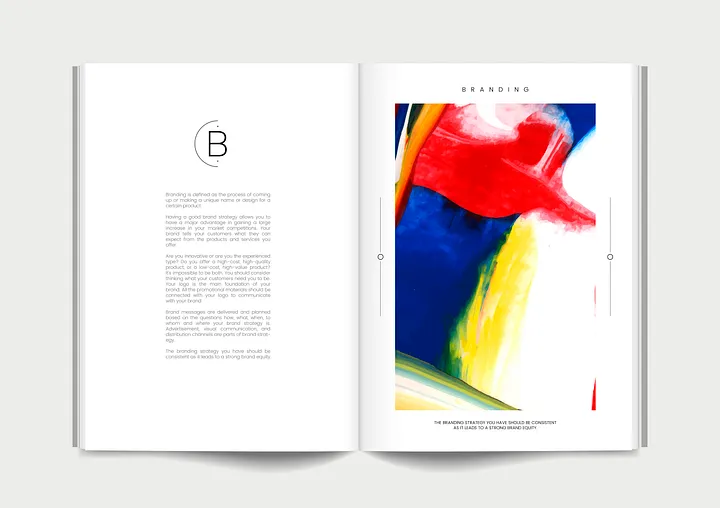 B
Branding is defined as the process of coming
up or making a unique name or design for a
certain product.
Having a good brand strategy allows you to
have a major advantage in gaining a large
increase in your market competitions. Your
brand tells your customers what they can
expect from the products and services you
offer.
Are you innovative or are you the experienced
type? Do you offer a high-cost, high-quality
product, or a low-cost, high-value product?
It's impossible to be both. You should consider
thinking what your customers need you to be.
Your logo is the main foundation of your
brand. All the promotional materials should be
connected with your logo to communicate
with your brand.
Brand messages are delivered and planned
based on the questions how, what, when, to
whom and where your brand strategy is.
Advertisement, visual communication, and
distribution channels are parts of brand strat-
egy.
The branding strategy you have should be
consistent as it leads to a strong brand equity.
BRANDING
THE BRANDING STRATEGY YOU HAVE SHOULD BE CONSISTENT
AS IT LEADS TO A STRONG BRAND EQUITY.